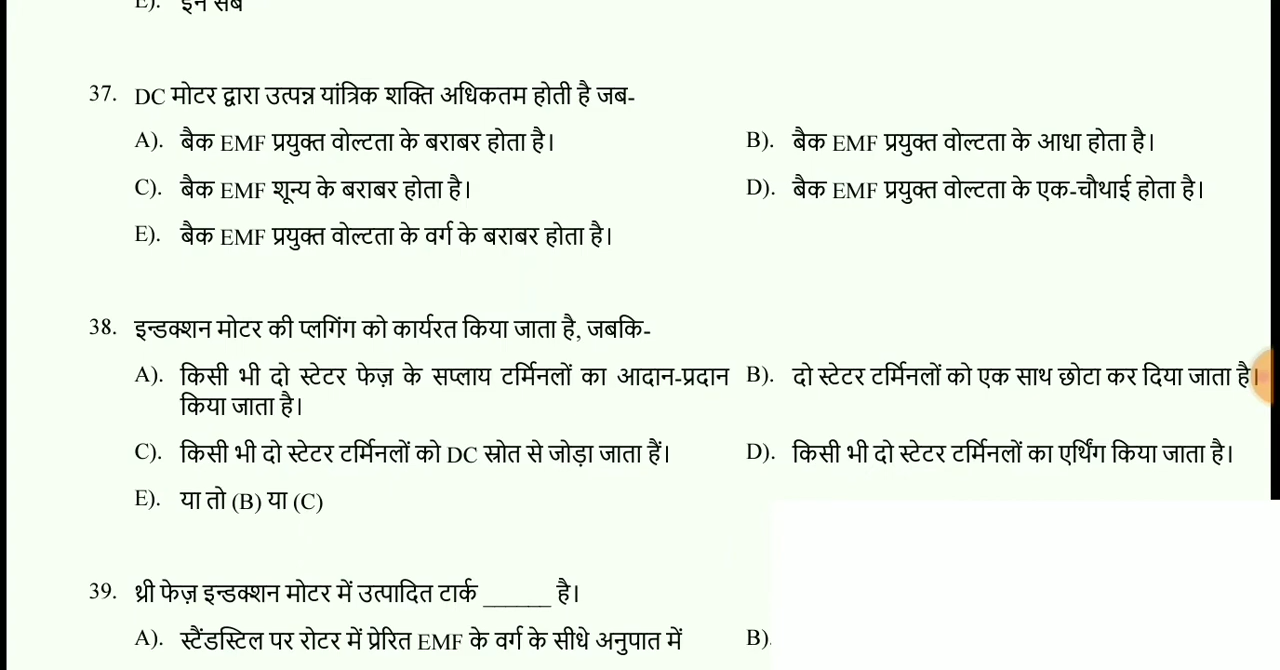 E). इन सब
37. DC मोटर द्वारा उत्पन्न यांत्रिक शक्ति अधिकतम होती है जब-
A). बैक EMF प्रयुक्त वोल्टता के बराबर होता है।
B). बैक EMF प्रयुक्त वोल्टता के आधा होता है।
C). बैक EMF शून्य के बराबर होता है।
D). बैक EMF प्रयुक्त वोल्टता के एक-चौथाई होता है।
E). बैक EMF प्रयुक्त वोल्टता के वर्ग के बराबर होता है।
38. इन्डक्शन मोटर की प्लगिंग को कार्यरत किया जाता है, जबकि-
A). किसी भी दो स्टेटर फेज़ के सप्लाय टर्मिनलों का आदान-प्रदान
किया जाता है।
B). दो स्टेटर टर्मिनलों को एक साथ छोटा कर दिया जाता है।
C). किसी भी दो स्टेटर टर्मिनलों को DC स्रोत से जोड़ा जाता हैं।
D). किसी भी दो स्टेटर टर्मिनलों का एर्थिंग किया जाता है।
E). या तो (B) या (C)
39. थ्री फेज़ इन्डक्शन मोटर में उत्पादित टार्क ______ है।
A). स्टैंडस्टिल पर रोटर में प्रेरित EMF के वर्ग के सीधे अनुपात में
B).